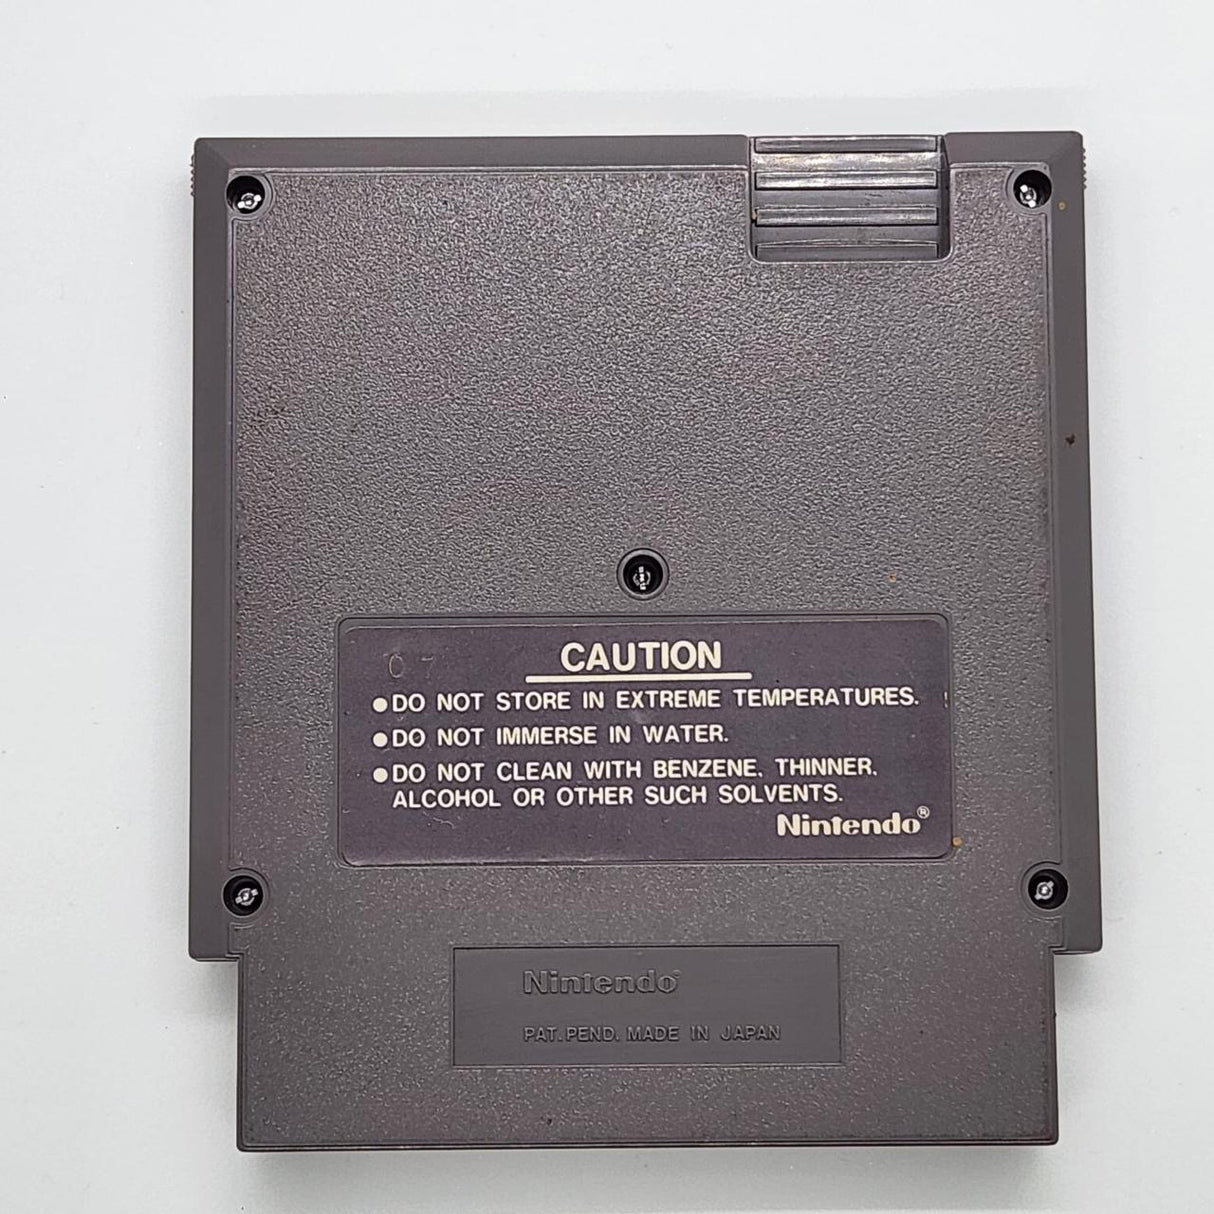 07
CAUTION
●DO NOT STORE IN EXTREME TEMPERATURES.
●DO NOT IMMERSE IN WATER.
●DO NOT CLEAN WITH BENZENE, THINNER,
ALCOHOL OR OTHER SUCH SOLVENTS.
Nintendo®
Nintendo®
PAT. PEND. MADE IN JAPAN